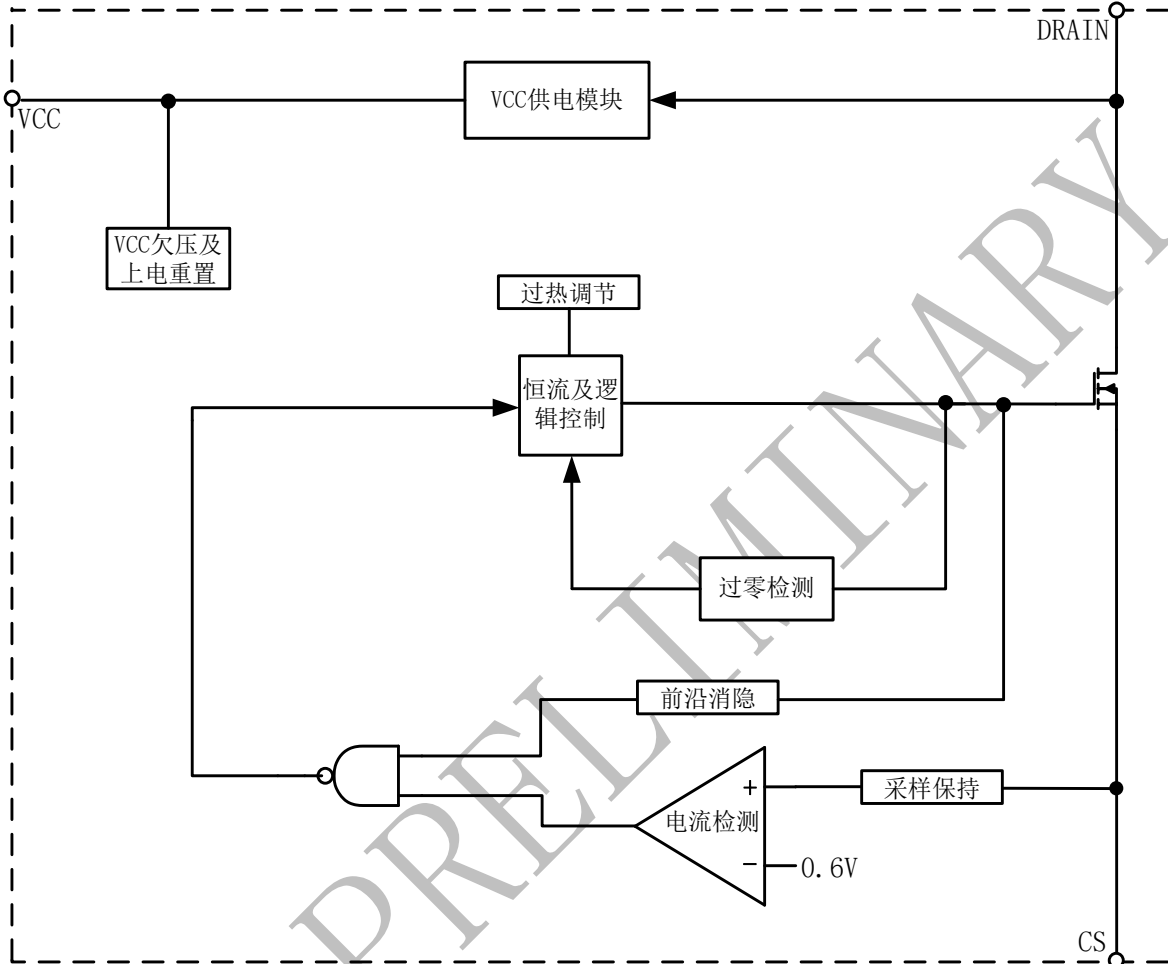 DRAIN
VCC供电模块
VCC
VCC欠压及
上电重置
过热调节
恒流及逻
辑控制
过零检测
前沿消隐
+
采样保持
电流检测
−
0.6V
CS
PRELIMINARY